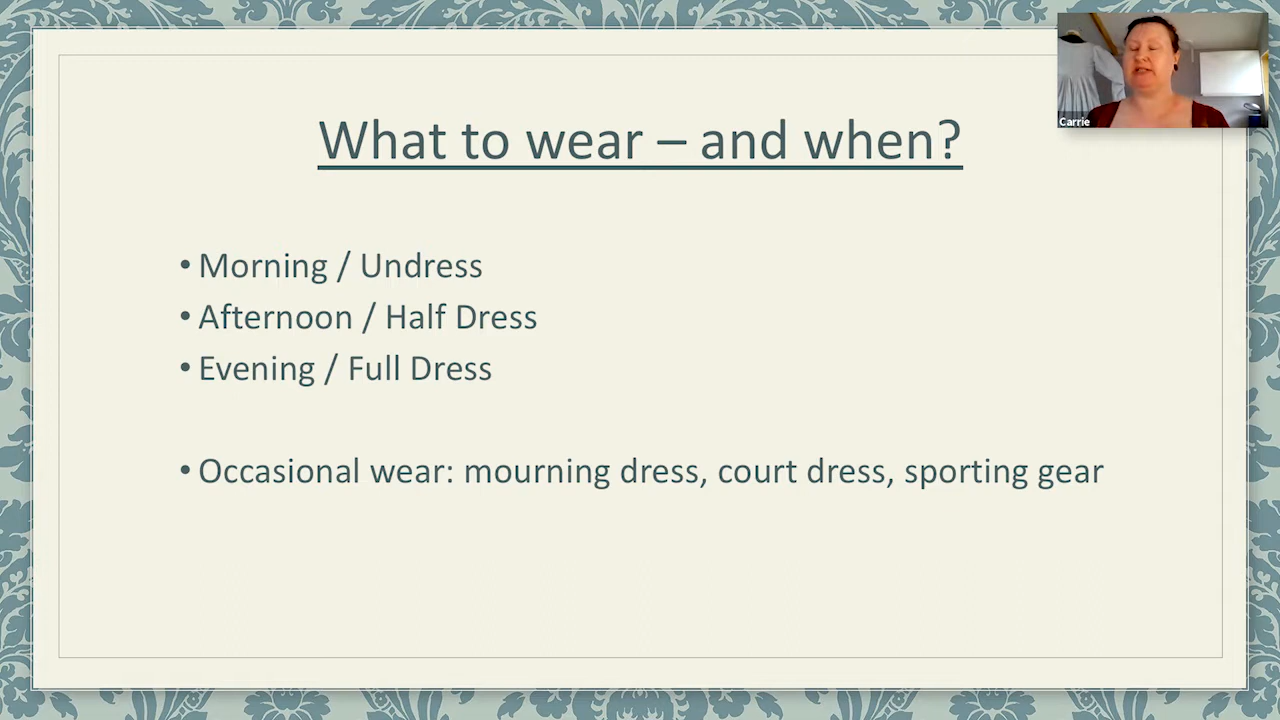 What to wear – and when?
• Morning / Undress
• Afternoon / Half Dress
• Evening / Full Dress
• Occasional wear: mourning dress, court dress, sporting gear
Carrie